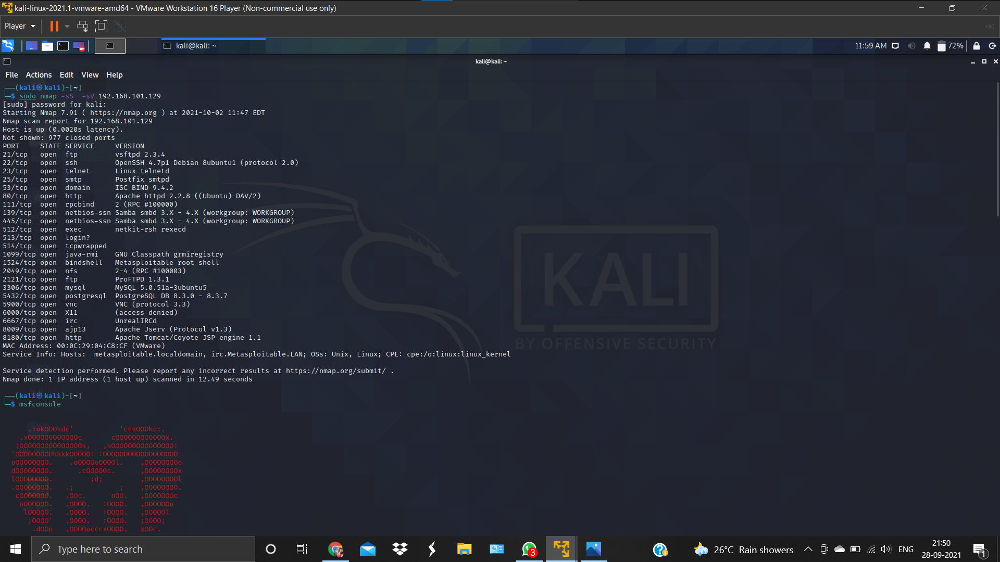 kali-linux-2021.1-vmware-amd64 - VMware Workstation 16 Player (Non-commercial use only)
Player
kali@kali: ~
11:59 AM
72%
kali@kali: ~
File Actions Edit View Help
(kali㉿kali)-[~]
$ sudo nmap -sS  -sV 192.168.101.129
[sudo] password for kali:
Starting Nmap 7.91 ( https://nmap.org ) at 2021-10-02 11:47 EDT
Nmap scan report for 192.168.101.129
Host is up (0.0020s latency).
Not shown: 977 closed ports
PORT     STATE SERVICE     VERSION
21/tcp   open  ftp         vsftpd 2.3.4
22/tcp   open  ssh         OpenSSH 4.7p1 Debian 8ubuntu1 (protocol 2.0)
23/tcp   open  telnet      Linux telnetd
25/tcp   open  smtp        Postfix smtpd
53/tcp   open  domain      ISC BIND 9.4.2
80/tcp   open  http        Apache httpd 2.2.8 ((Ubuntu) DAV/2)
111/tcp  open  rpcbind     2 (RPC #100000)
139/tcp  open  netbios-ssn Samba smbd 3.X - 4.X (workgroup: WORKGROUP)
445/tcp  open  netbios-ssn Samba smbd 3.X - 4.X (workgroup: WORKGROUP)
512/tcp  open  exec        netkit-rsh rexecd
513/tcp  open  login?
514/tcp  open  tcpwrapped
1099/tcp open  java-rmi    GNU Classpath grmiregistry
1524/tcp open  bindshell   Metasploitable root shell
2049/tcp open  nfs         2-4 (RPC #100003)
2121/tcp open  ftp         ProFTPD 1.3.1
3306/tcp open  mysql       MySQL 5.0.51a-3ubuntu5
5432/tcp open  postgresql  PostgreSQL DB 8.3.0 - 8.3.7
5900/tcp open  vnc         VNC (protocol 3.3)
6000/tcp open  X11         (access denied)
6667/tcp open  irc         UnrealIRCd
8009/tcp open  ajp13       Apache Jserv (Protocol v1.3)
8180/tcp open  http        Apache Tomcat/Coyote JSP engine 1.1
MAC Address: 00:0C:29:04:C8:CF (VMware)
Service Info: Hosts:  metasploitable.localdomain, irc.Metasploitable.LAN; OSs: Unix, Linux; CPE: cpe:/o:linux:linux_kernel
Service detection performed. Please report any incorrect results at https://nmap.org/submit/ .
Nmap done: 1 IP address (1 host up) scanned in 12.49 seconds
(kali㉿kali)-[~]
$ msfconsole
KALI
BY OFFENSIVE SECURITY
Type here to search
3
26°C Rain showers
ENG
21:50
28-09-2021
1